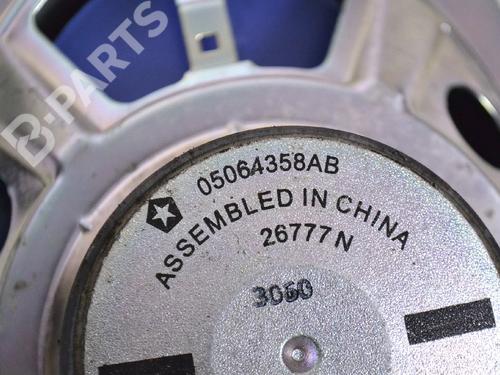 B-PARTS
05064358AB
ASSEMBLED IN CHINA
26777 N
3060